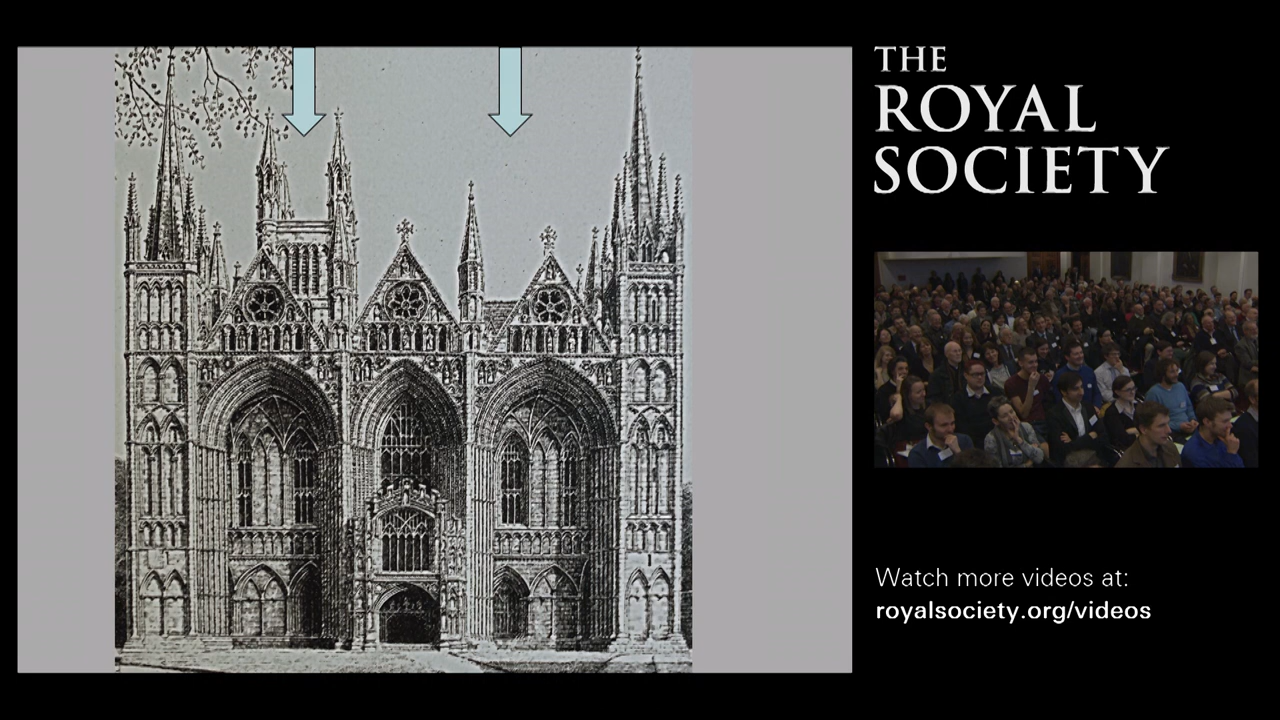 THE
ROYAL
SOCIETY
Watch more videos at:
royalsociety.org/videos